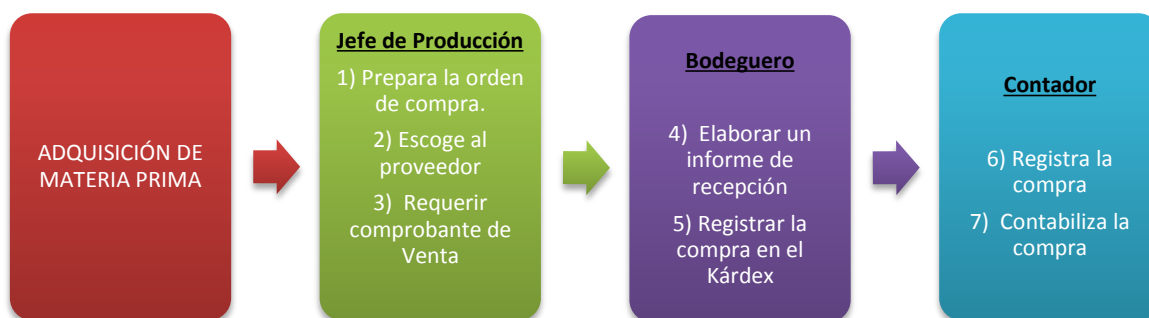 ADQUISICIÓN DE
MATERIA PRIMA
Jefe de Producción
1) Prepara la orden
de compra.
2) Escoge al
proveedor
3) Requerir
comprobante de
Venta
Bodeguero
4) Elaborar un
informe de
recepción
5) Registrar la
compra en el
Kárdex
Contador
6) Registra la
compra
7) Contabiliza la
compra